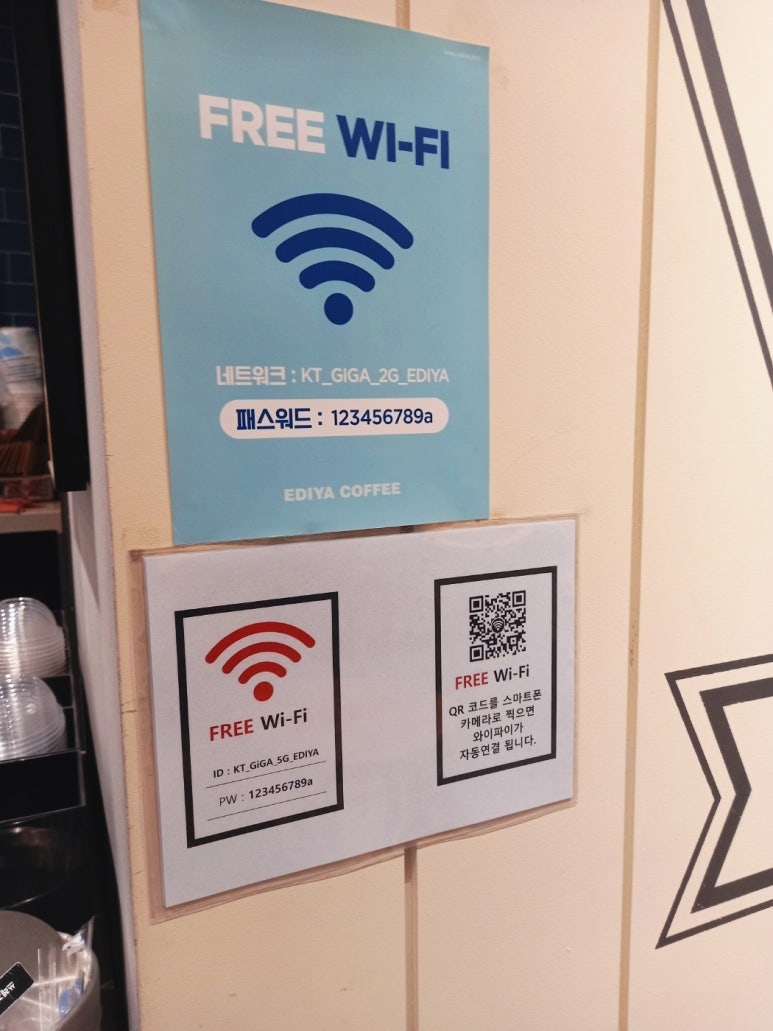 FREE WI-FI
네트워크 : KT_GIGA_2G_EDIYA
패스워드 : 123456789a
EDIYA COFFEE
FREE Wi-Fi
ID : KT_GiGA_5G_EDIYA
PW : 123456789a
FREE Wi-Fi
QR 코드를 스마트폰
카메라로 찍으면
와이파이가
자동연결 됩니다.